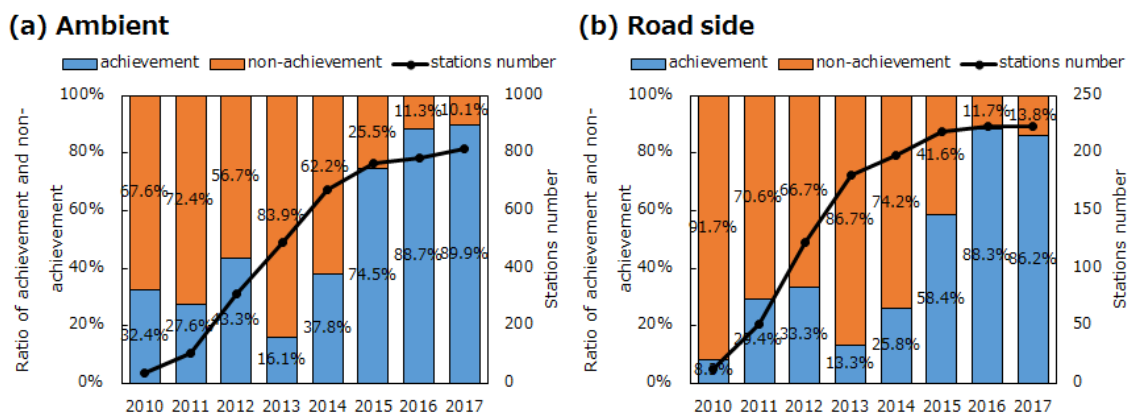 (a) Ambient
achievement non-achievement stations number
Ratio of achievement and non-
achievement
100%
80%
60%
40%
20%
0%
67.6% 72.4% 56.7% 83.9% 62.2% 25.5% 11.3% 10.1%
32.4% 27.6% 43.3% 16.1% 37.8% 74.5% 88.7% 89.9%
1000
800
600
400
200
0
Stations number
2010 2011 2012 2013 2014 2015 2016 2017
(b) Road side
achievement non-achievement stations number
Ratio of achievement and non-
achievement
100%
80%
60%
40%
20%
0%
91.7% 70.6% 66.7% 86.7% 74.2% 41.6% 11.7% 13.8%
8.3% 29.4% 33.3% 13.3% 25.8% 58.4% 88.3% 86.2%
250
200
150
100
50
0
Stations number
2010 2011 2012 2013 2014 2015 2016 2017